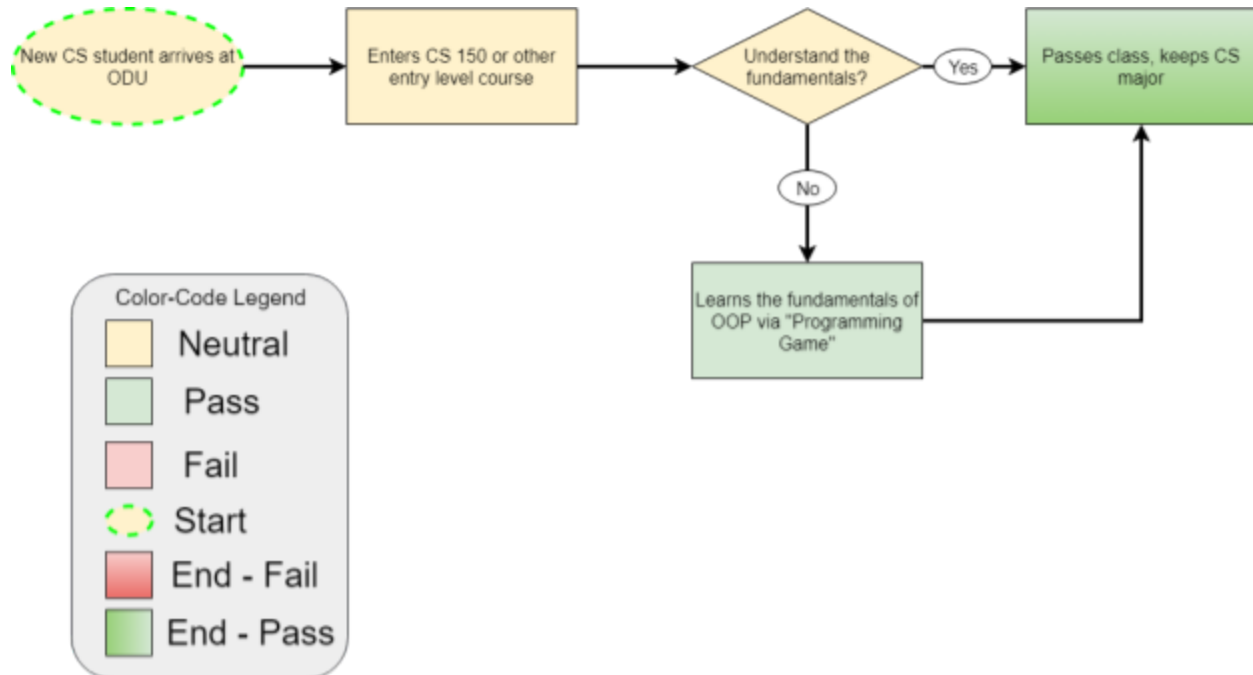 New CS student arrives at
ODU
Enters CS 150 or other
entry level course
Understand the
fundamentals?
Yes
Passes class, keeps CS
major
No
Learns the fundamentals of
OOP via "Programming
Game"
Color-Code Legend
Neutral
Pass
Fail
Start
End - Fail
End - Pass